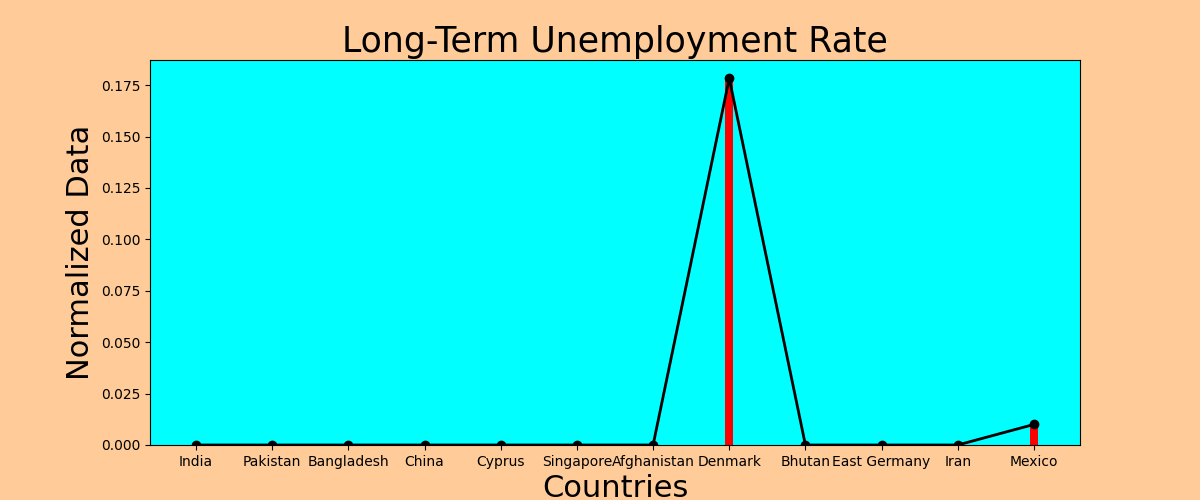 Long-Term Unemployment Rate
Normalized Data
0.175
0.150
0.125
0.100
0.075
0.050
0.025
0.000
India Pakistan Bangladesh China Cyprus Singapore Afghanistan Denmark Bhutan East Germany Iran Mexico
Countries